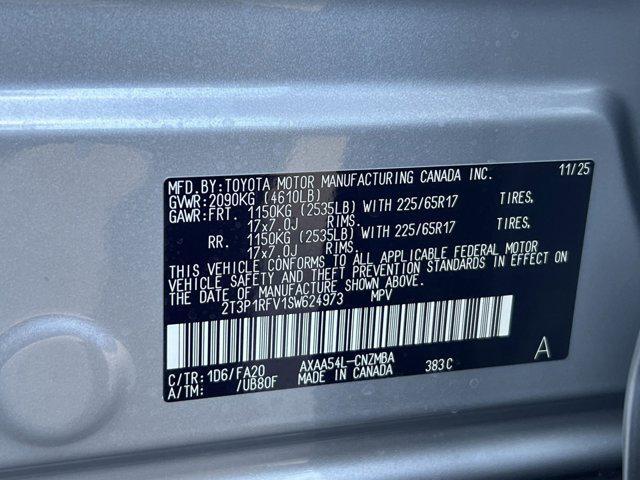 MFD. BY: TOYOTA MOTOR MANUFACTURING CANADA INC. 11/25
GVWR: 2090KG (4610LB)
GAWR: FRT. 1150KG (2535LB) WITH 225/65R17 TIRES,
17x7.0J RIMS.
RR. 1150KG (2535LB) WITH 225/65R17 TIRES,
17x7.0J RIMS.
THIS VEHICLE CONFORMS TO ALL APPLICABLE FEDERAL MOTOR
VEHICLE SAFETY AND THEFT PREVENTION STANDARDS IN EFFECT ON
THE DATE OF MANUFACTURE SHOWN ABOVE.
2T3P1RFV1SW624973 MPV
C/TR: 1D6/FA20 AXAA54L-CNZMBA 383C A
A/TM: /UB80F MADE IN CANADA